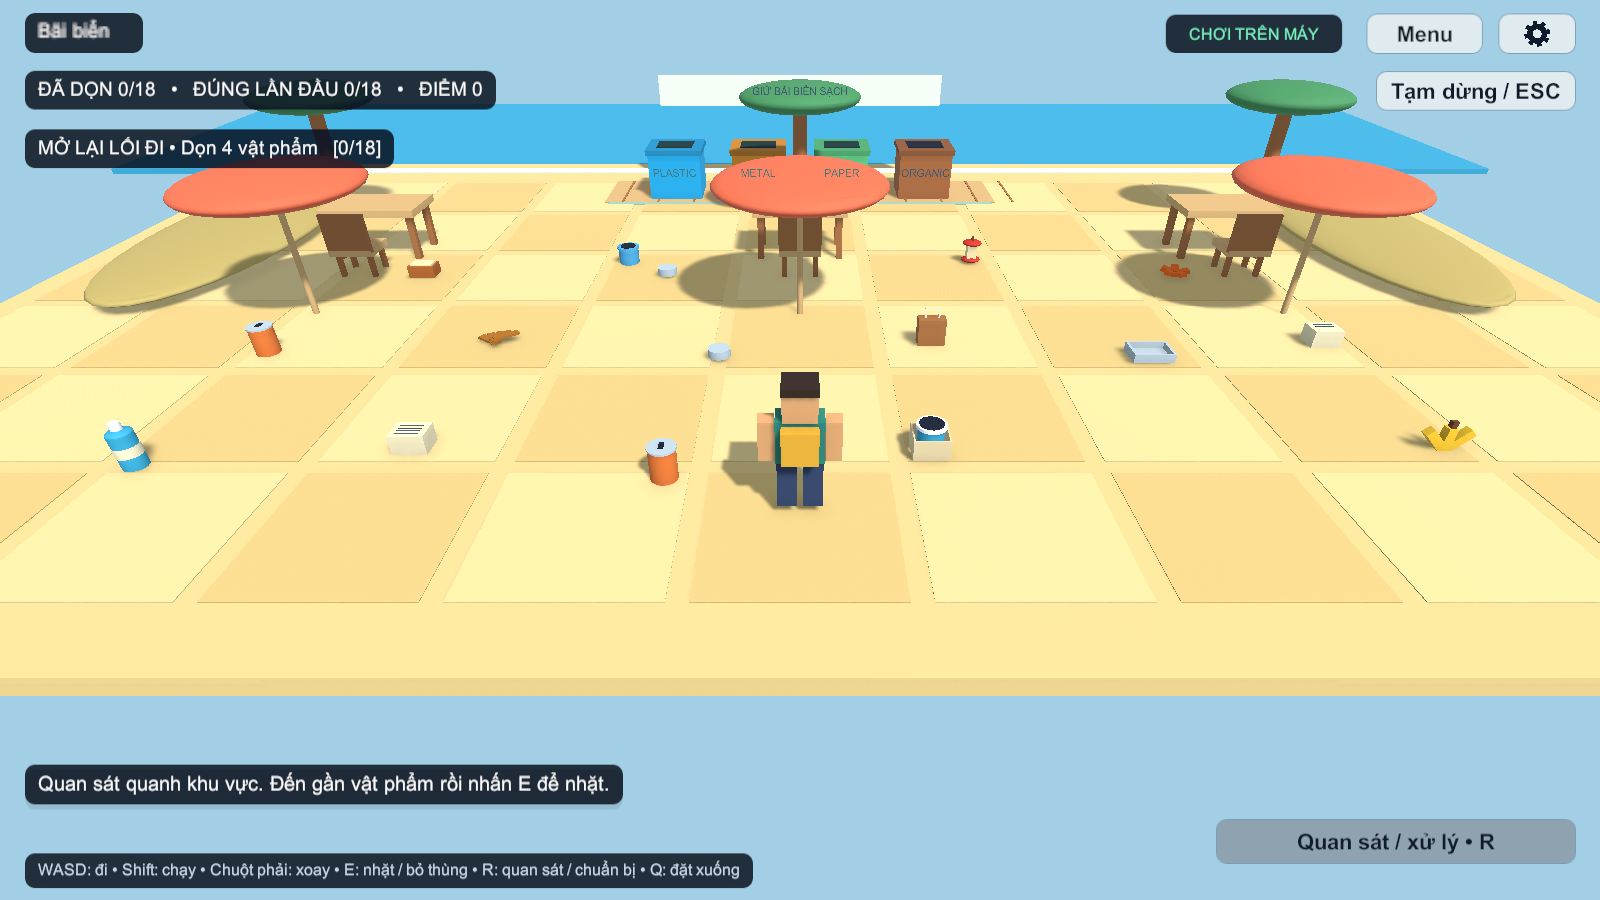 Bãi biển
CHƠI TRÊN MÁY
Menu
ĐÃ DỌN 0/18 • ĐÚNG LẦN ĐẦU 0/18 • ĐIỂM 0
Tạm dừng / ESC
GIỮ BÃI BIỂN SẠCH
MỞ LẠI LỐI ĐI • Dọn 4 vật phẩm [0/18]
PLASTIC
METAL
PAPER
ORGANIC
Quan sát quanh khu vực. Đến gần vật phẩm rồi nhấn E để nhặt.
Quan sát / xử lý • R
WASD: đi • Shift: chạy • Chuột phải: xoay • E: nhặt / bỏ thùng • R: quan sát / chuẩn bị • Q: đặt xuống